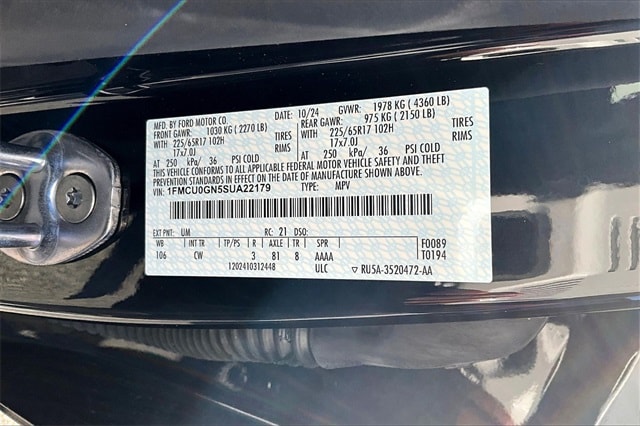 MFD. BY FORD MOTOR CO. DATE: 10/24 GVWR: 1978 KG ( 4360 LB)
FRONT GAWR: 1030 KG ( 2270 LB) REAR GAWR: 975 KG ( 2150 LB)
WITH 225/65R17 102H TIRES WITH 225/65R17 102H TIRES
17x7.0J RIMS 17x7.0J RIMS
AT 250 kPa/ 36 PSI COLD AT 250 kPa/ 36 PSI COLD
THIS VEHICLE CONFORMS TO ALL APPLICABLE FEDERAL MOTOR VEHICLE SAFETY AND BUMPER
STANDARDS IN EFFECT ON THE DATE OF MANUFACTURE SHOWN ABOVE.
VIN: 1FMCU0GN5SUA22179 TYPE: MPV
EXT PNT: UM RC: 21 DSO:
WB INT TR TP/PS R AXLE TR SPR F0089
106 CW 3 81 8 AAAA T0194
1202410312448 ULC RU5A-3520472-AA